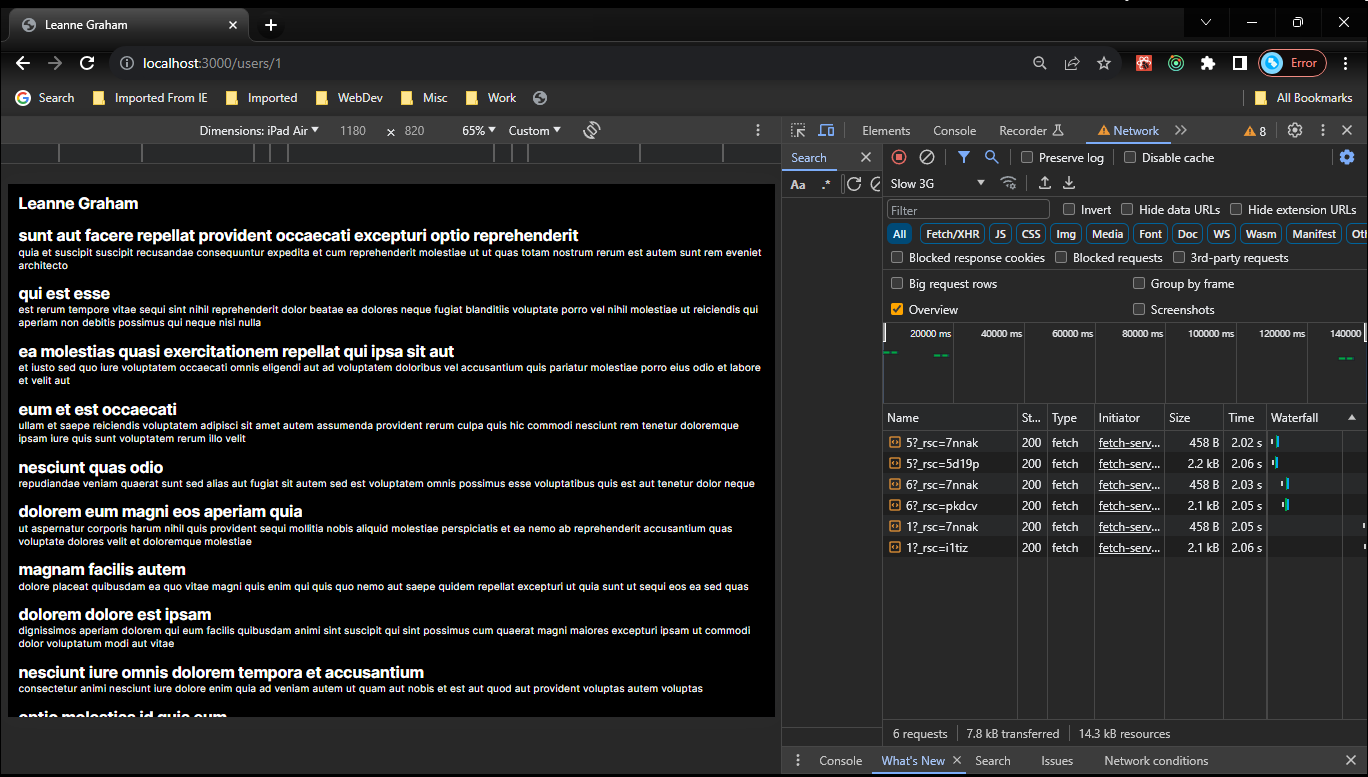 Leanne Graham
localhost:3000/users/1
Error
Search Imported From IE Imported WebDev Misc Work All Bookmarks
Dimensions: iPad Air 1180 x 820 65% Custom
Elements Console Recorder Network 8
Search
Preserve log Disable cache
Aa .*
Slow 3G
Filter Invert Hide data URLs Hide extension URLs
All Fetch/XHR JS CSS Img Media Font Doc WS Wasm Manifest Oth
Blocked response cookies Blocked requests 3rd-party requests
Big request rows Group by frame
Overview Screenshots
20000 ms 40000 ms 60000 ms 80000 ms 100000 ms 120000 ms 140000
Name St... Type Initiator Size Time Waterfall
5?_rsc=7nnak 200 fetch fetch-serv... 458 B 2.02 s
5?_rsc=5d19p 200 fetch fetch-serv... 2.2 kB 2.06 s
6?_rsc=7nnak 200 fetch fetch-serv... 458 B 2.03 s
6?_rsc=pkdcv 200 fetch fetch-serv... 2.1 kB 2.05 s
1?_rsc=7nnak 200 fetch fetch-serv... 458 B 2.05 s
1?_rsc=i1tiz 200 fetch fetch-serv... 2.1 kB 2.06 s
6 requests 7.8 kB transferred 14.3 kB resources
Console What's New Search Issues Network conditions
Leanne Graham
sunt aut facere repellat provident occaecati excepturi optio reprehenderit
quia et suscipit suscipit recusandae consequuntur expedita et cum reprehenderit molestiae ut ut quas totam nostrum rerum est autem sunt rem eveniet
architecto
qui est esse
est rerum tempore vitae sequi sint nihil reprehenderit dolor beatae ea dolores neque fugiat blanditiis voluptate porro vel nihil molestiae ut reiciendis qui
aperiam non debitis possimus qui neque nisi nulla
ea molestias quasi exercitationem repellat qui ipsa sit aut
et iusto sed quo iure voluptatem occaecati omnis eligendi aut ad voluptatem doloribus vel accusantium quis pariatur molestiae porro eius odio et labore
et velit aut
eum et est occaecati
ullam et saepe reiciendis voluptatem adipisci sit amet autem assumenda provident rerum culpa quis hic commodi nesciunt rem tenetur doloremque
ipsam iure quis sunt voluptatem rerum illo velit
nesciunt quas odio
repudiandae veniam quaerat sunt sed alias aut fugiat sit autem sed est voluptatem omnis possimus esse voluptatibus quis est aut tenetur dolor neque
dolorem eum magni eos aperiam quia
ut aspernatur corporis harum nihil quis provident sequi mollitia nobis aliquid molestiae perspiciatis et ea nemo ab reprehenderit accusantium quas
voluptate dolores velit et doloremque molestiae
magnam facilis autem
dolore placeat quibusdam ea quo vitae magni quis enim qui quis quo nemo aut saepe quidem repellat excepturi ut quia sunt ut sequi eos ea sed quas
dolorem dolore est ipsam
dignissimos aperiam dolorem qui eum facilis quibusdam animi sint suscipit qui sint possimus cum quaerat magni maiores excepturi ipsam ut commodi
dolor voluptatum modi aut vitae
nesciunt iure omnis dolorem tempora et accusantium
consectetur animi nesciunt iure dolore enim quia ad veniam autem ut quam aut nobis et est aut quod aut provident voluptas autem voluptas
optio molestias id quia eum